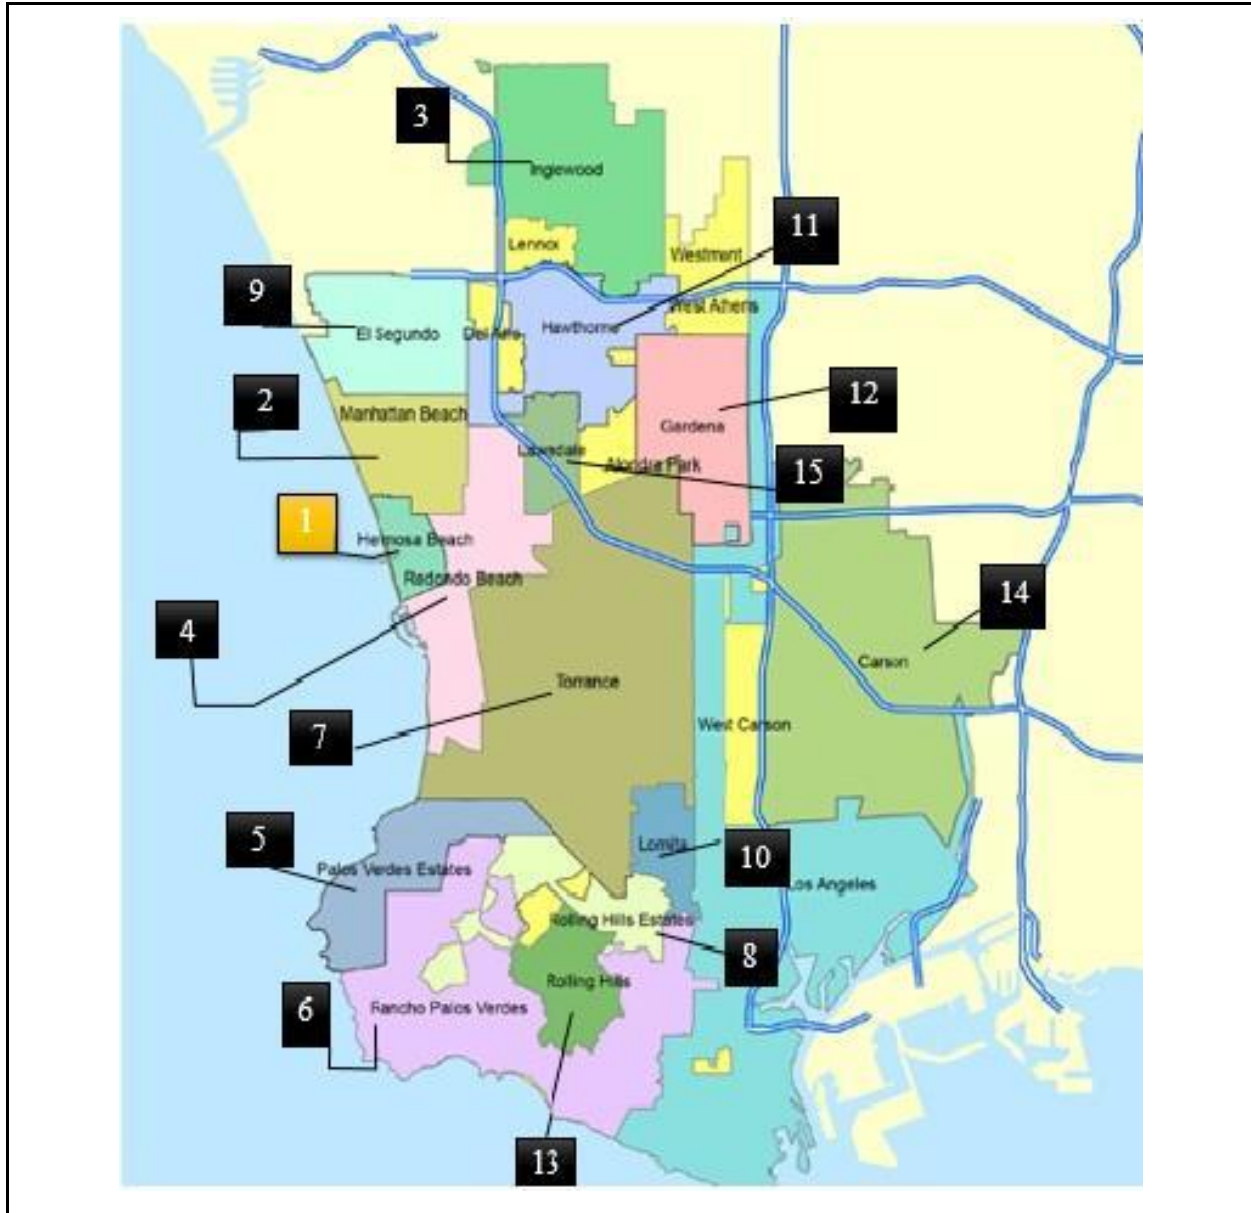 3
Inglewood
11
Lennox
Westmont
9
West Athens
El Segundo
Del Aire
Hawthorne
2
12
Manhattan Beach
Gardena
Lawndale
Alondra Park
15
1
Hermosa Beach
Redondo Beach
14
4
Carson
Torrance
7
West Carson
5
Lomita
10
Palos Verdes Estates
Los Angeles
Rolling Hills Estates
8
Rolling Hills
6
Rancho Palos Verdes
13